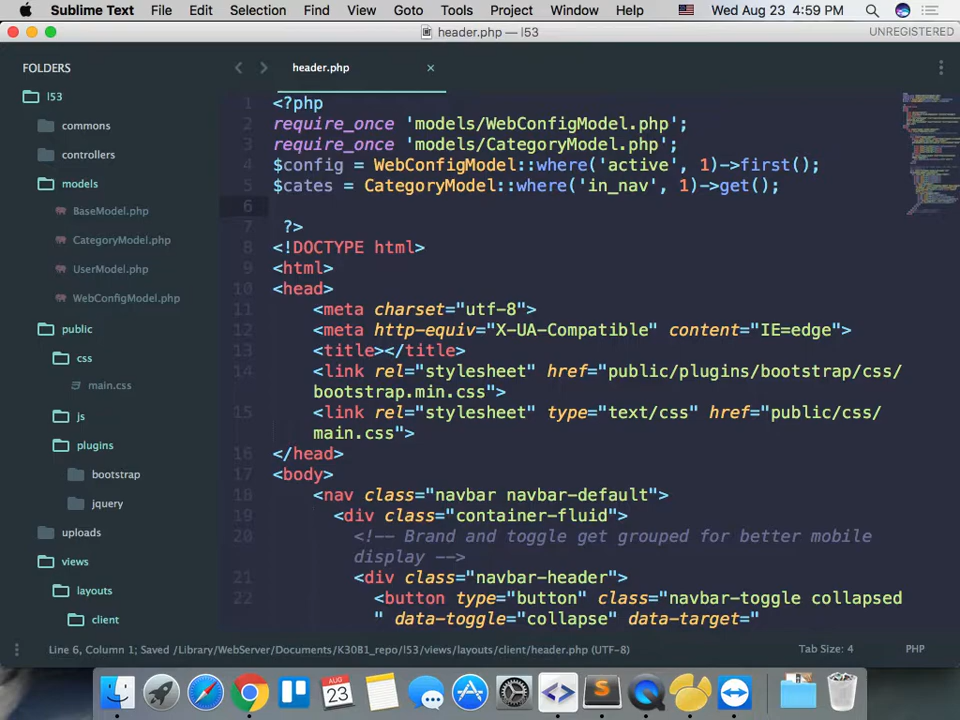 Sublime Text File Edit Selection Find View Goto Tools Project Window Help Wed Aug 23 4:59 PM
header.php — l53 UNREGISTERED
FOLDERS
l53
commons
controllers
models
BaseModel.php
CategoryModel.php
UserModel.php
WebConfigModel.php
public
css
main.css
js
plugins
bootstrap
jquery
uploads
views
layouts
client
header.php ×
1 <?php
2 require_once 'models/WebConfigModel.php';
3 require_once 'models/CategoryModel.php';
4 $config = WebConfigModel::where('active', 1)->first();
5 $cates = CategoryModel::where('in_nav', 1)->get();
6
7 ?>
8 <!DOCTYPE html>
9 <html>
10 <head>
11 <meta charset="utf-8">
12 <meta http-equiv="X-UA-Compatible" content="IE=edge">
13 <title></title>
14 <link rel="stylesheet" href="public/plugins/bootstrap/css/
bootstrap.min.css">
15 <link rel="stylesheet" type="text/css" href="public/css/
main.css">
16 </head>
17 <body>
18 <nav class="navbar navbar-default">
19 <div class="container-fluid">
20 <!-- Brand and toggle get grouped for better mobile
display -->
21 <div class="navbar-header">
22 <button type="button" class="navbar-toggle collapsed
" data-toggle="collapse" data-target="
Line 6, Column 1; Saved /Library/WebServer/Documents/K30B1_repo/l53/views/layouts/client/header.php (UTF-8) Tab Size: 4 PHP
AUG
23